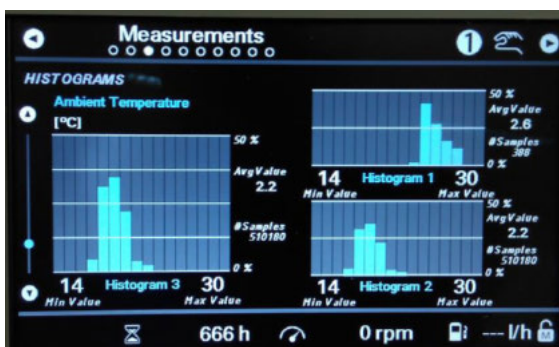 Measurements
1
HISTOGRAMS
Ambient Temperature
[°C]
50 %
AvgValue
2.2
#Samples
510180
0 %
14 Histogram 3 30
Min Value Max Value
50 %
AvgValue
2.6
#Samples
388
0 %
14 Histogram 1 30
Min Value Max Value
50 %
AvgValue
2.2
#Samples
510180
0 %
14 Histogram 2 30
Min Value Max Value
666 h 0 rpm --- l/h